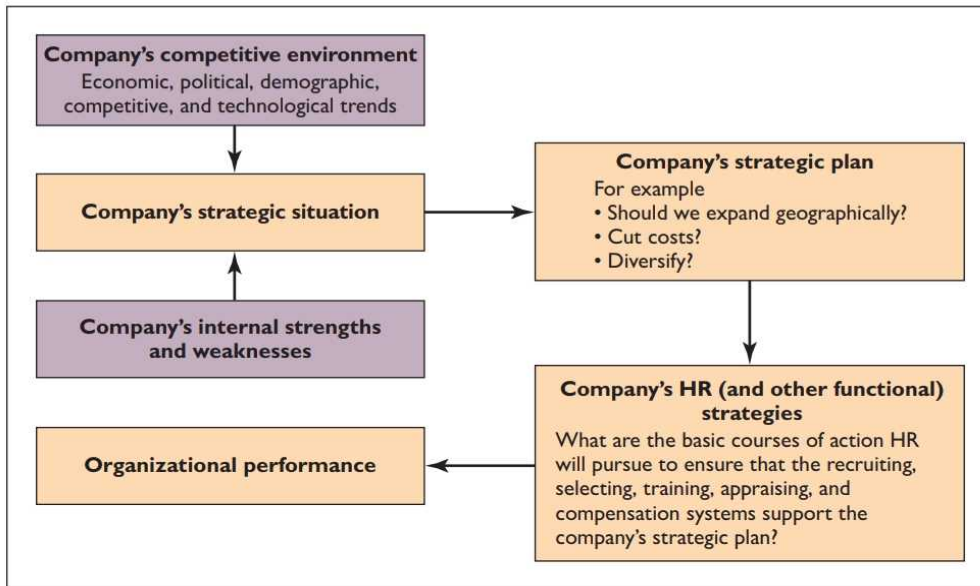 Company’s competitive environment
Economic, political, demographic,
competitive, and technological trends
Company’s strategic situation
Company’s internal strengths
and weaknesses
Company’s strategic plan
For example
• Should we expand geographically?
• Cut costs?
• Diversify?
Company’s HR (and other functional)
strategies
What are the basic courses of action HR
will pursue to ensure that the recruiting,
selecting, training, appraising, and
compensation systems support the
company’s strategic plan?
Organizational performance